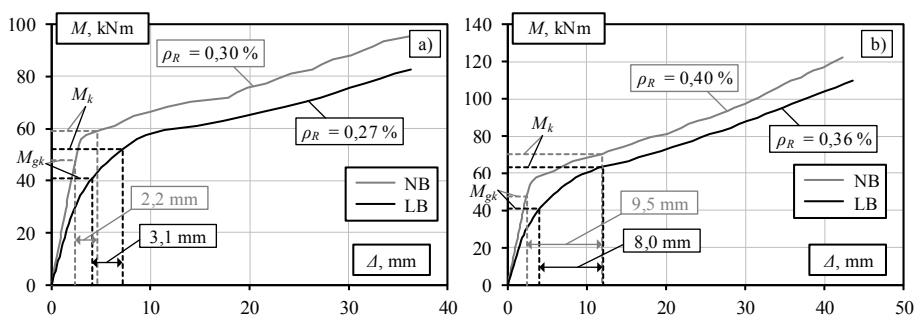 M, kNm
a)
100
80
60
40
20
0
0
10
20
30
40
ρR = 0,30 %
ρR = 0,27 %
Mk
Mgk
2,2 mm
3,1 mm
NB
LB
Δ, mm
M, kNm
b)
140
120
100
80
60
40
20
0
0
10
20
30
40
50
ρR = 0,40 %
ρR = 0,36 %
Mk
Mgk
9,5 mm
8,0 mm
NB
LB
Δ, mm